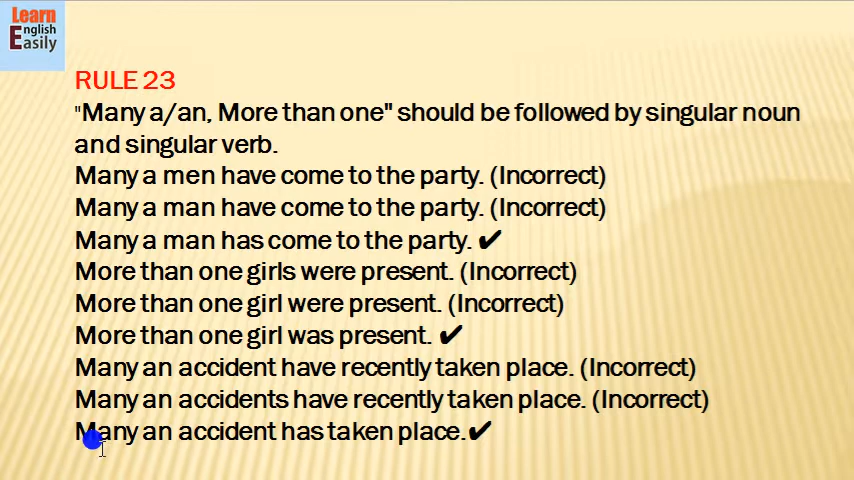 Learn
English
Easily
RULE 23
"Many a/an, More than one" should be followed by singular noun
and singular verb.
Many a men have come to the party. (Incorrect)
Many a man have come to the party. (Incorrect)
Many a man has come to the party. ✔
More than one girls were present. (Incorrect)
More than one girl were present. (Incorrect)
More than one girl was present. ✔
Many an accident have recently taken place. (Incorrect)
Many an accidents have recently taken place. (Incorrect)
Many an accident has taken place.✔